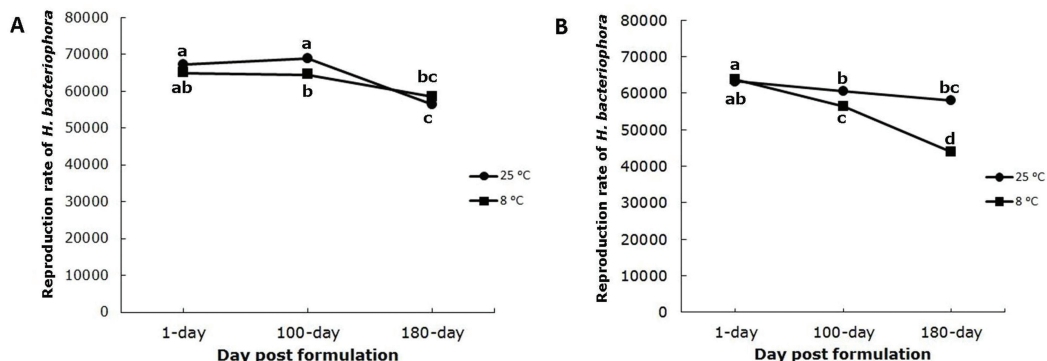 A
Reproduction rate of H. bacteriophora
80000
70000
60000
50000
40000
30000
20000
10000
0
a
a
bc
ab
b
c
25 °C
8 °C
1-day
100-day
180-day
Day post formulation
B
Reproduction rate of H. bacteriophora
80000
70000
60000
50000
40000
30000
20000
10000
0
a
b
bc
ab
c
d
25 °C
8 °C
1-day
100-day
180-day
Day post formulation